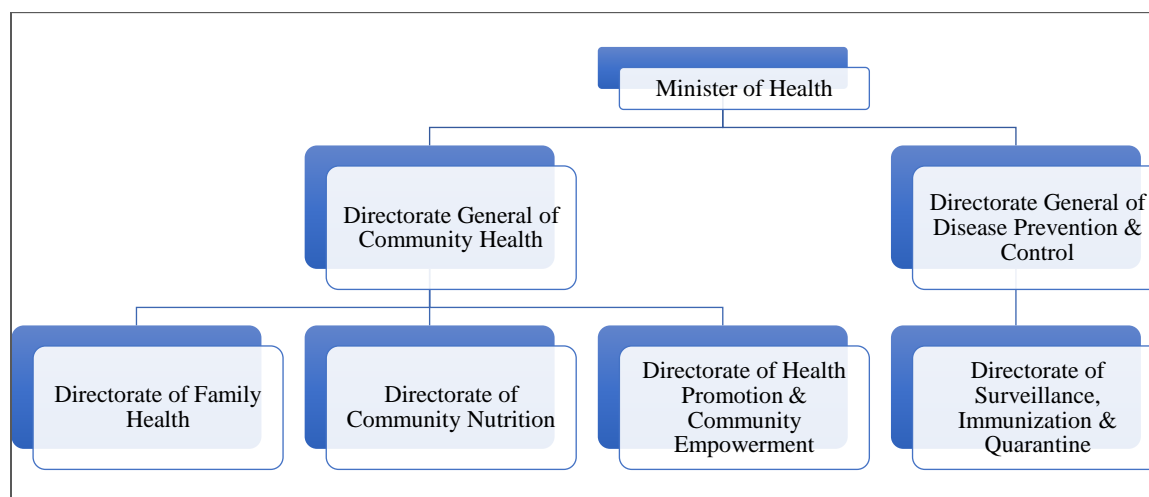 Minister of Health
Directorate General of
Community Health
Directorate General of
Disease Prevention &
Control
Directorate of Family
Health
Directorate of
Community Nutrition
Directorate of Health
Promotion &
Community
Empowerment
Directorate of
Surveillance,
Immunization &
Quarantine